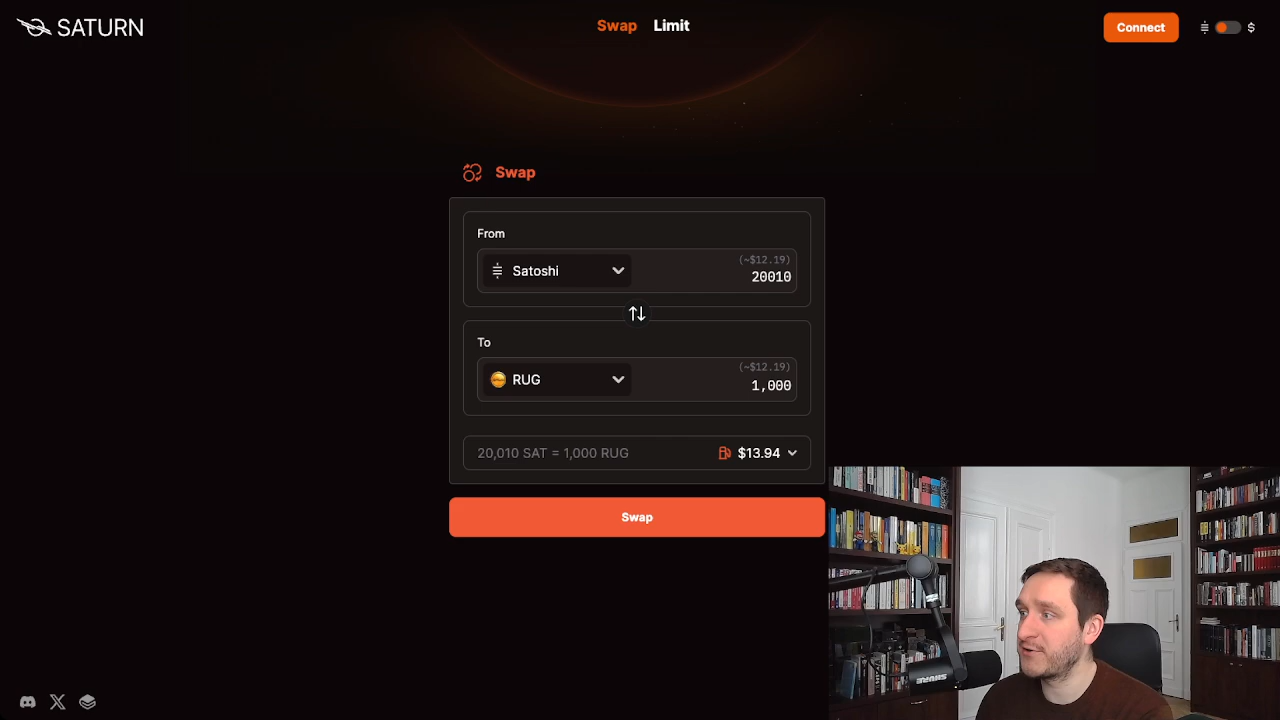 SATURN
Swap Limit
Connect
$
Swap
From
Satoshi
(~$12.19)
20010
To
RUG
(~$12.19)
1,000
20,010 SAT = 1,000 RUG
$13.94
Swap
SHURE